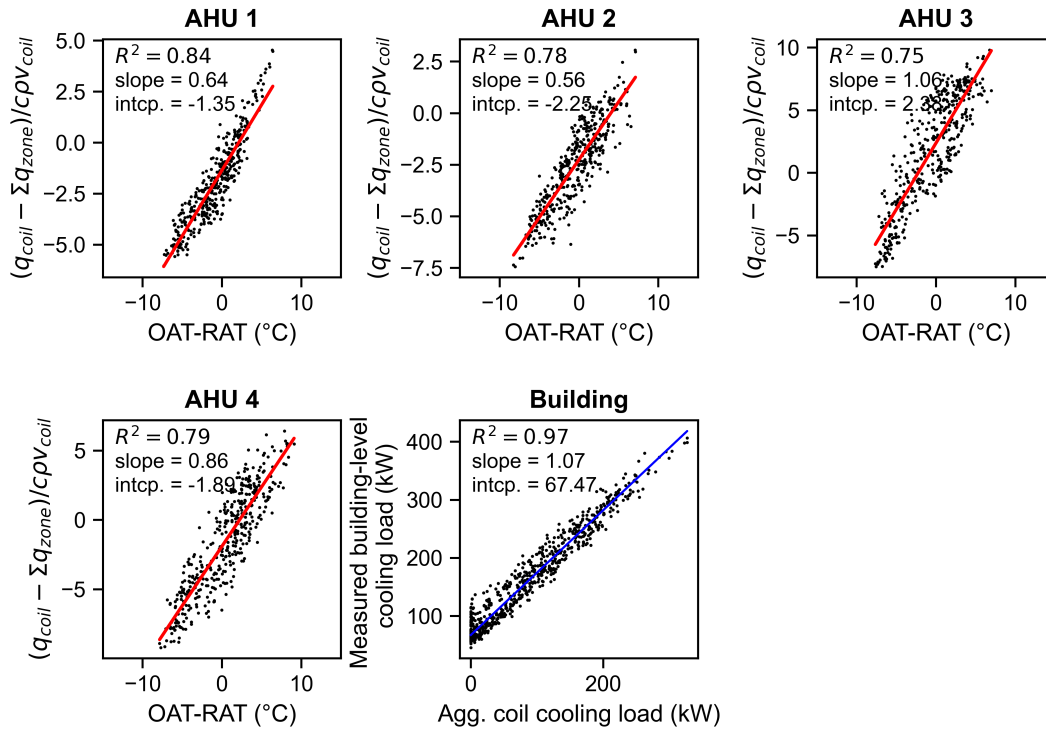 AHU 1
AHU 2
AHU 3
R² = 0.84
slope = 0.64
intcp. = -1.35
5.0
2.5
0.0
−2.5
−5.0
(q_coil − Σq_zone)/cρv_coil
−10
0
10
OAT-RAT (°C)
R² = 0.78
slope = 0.56
intcp. = -2.25
2.5
0.0
−2.5
−5.0
−7.5
(q_coil − Σq_zone)/cρv_coil
−10
0
10
OAT-RAT (°C)
R² = 0.75
slope = 1.06
intcp. = 2.38
10
5
0
−5
(q_coil − Σq_zone)/cρv_coil
−10
0
10
OAT-RAT (°C)
AHU 4
Building
R² = 0.79
slope = 0.86
intcp. = -1.89
5
0
−5
(q_coil − Σq_zone)/cρv_coil
−10
0
10
OAT-RAT (°C)
R² = 0.97
slope = 1.07
intcp. = 67.47
400
300
200
100
Measured building-level
cooling load (kW)
0
200
Agg. coil cooling load (kW)